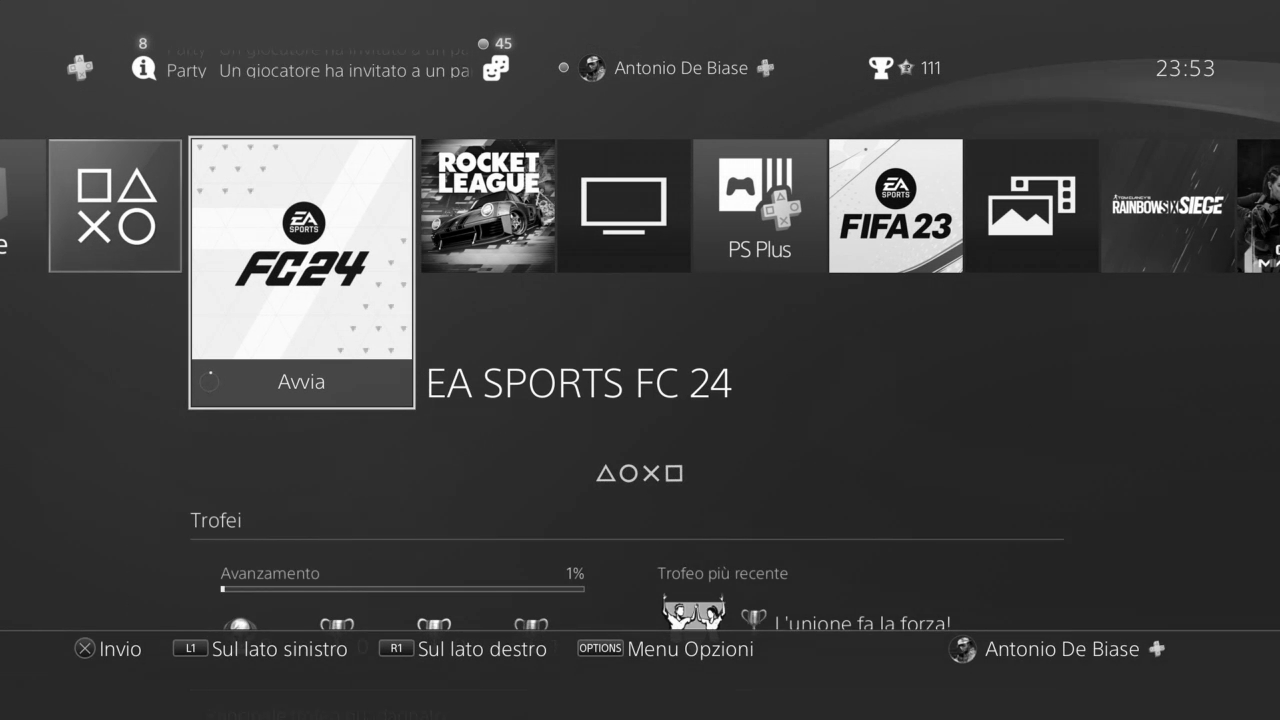 8
45
Party Un giocatore ha invitato a un pa
Antonio De Biase
111
23:53
e
EA SPORTS
FC24
ROCKET LEAGUE
PS Plus
EA SPORTS
FIFA 23
TOM CLANCY'S
RAINBOW SIX SIEGE
Avvia
EA SPORTS FC 24
Trofei
Avanzamento
1%
Trofeo più recente
L'unione fa la forza!
Invio
L1 Sul lato sinistro
R1 Sul lato destro
OPTIONS Menu Opzioni
Antonio De Biase